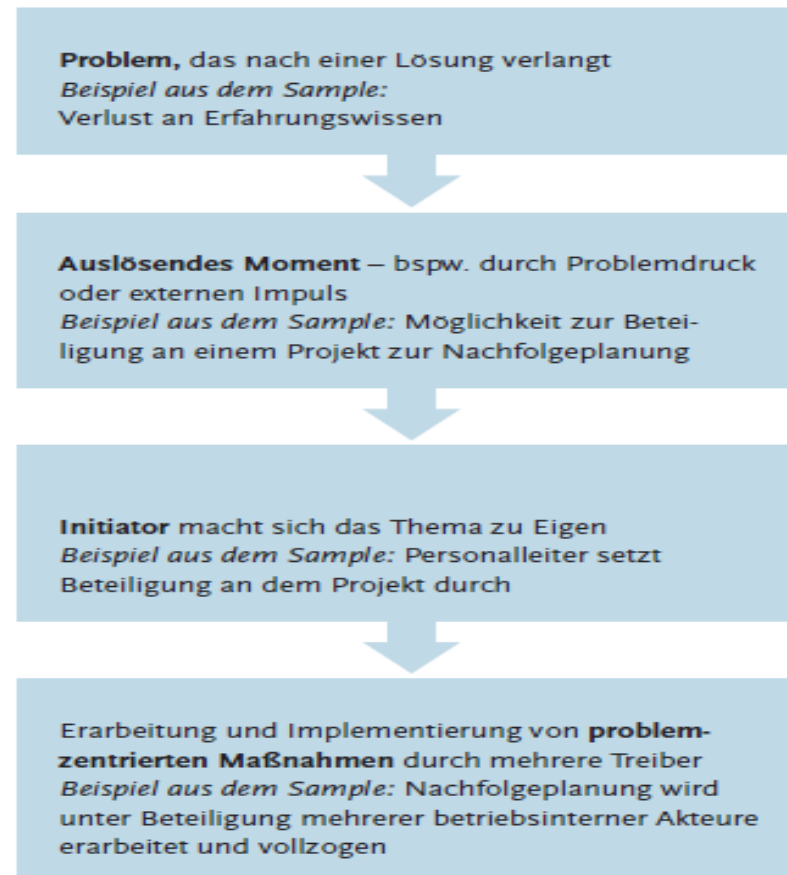 Problem, das nach einer Lösung verlangt
Beispiel aus dem Sample:
Verlust an Erfahrungswissen
Auslösendes Moment – bspw. durch Problemdruck
oder externen Impuls
Beispiel aus dem Sample: Möglichkeit zur Betei-
ligung an einem Projekt zur Nachfolgeplanung
Initiator macht sich das Thema zu Eigen
Beispiel aus dem Sample: Personalleiter setzt
Beteiligung an dem Projekt durch
Erarbeitung und Implementierung von problem-
zentrierten Maßnahmen durch mehrere Treiber
Beispiel aus dem Sample: Nachfolgeplanung wird
unter Beteiligung mehrerer betriebsinterner Akteure
erarbeitet und vollzogen